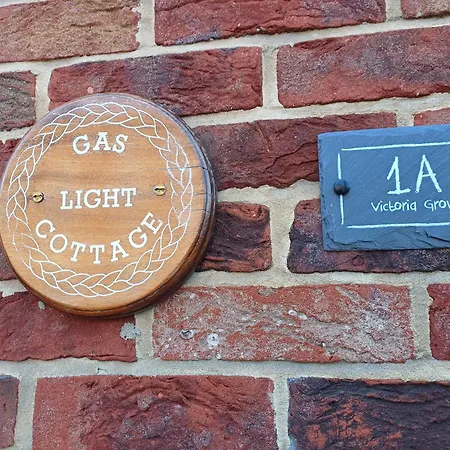 GAS
LIGHT
COTTAGE
1A
Victoria Grov